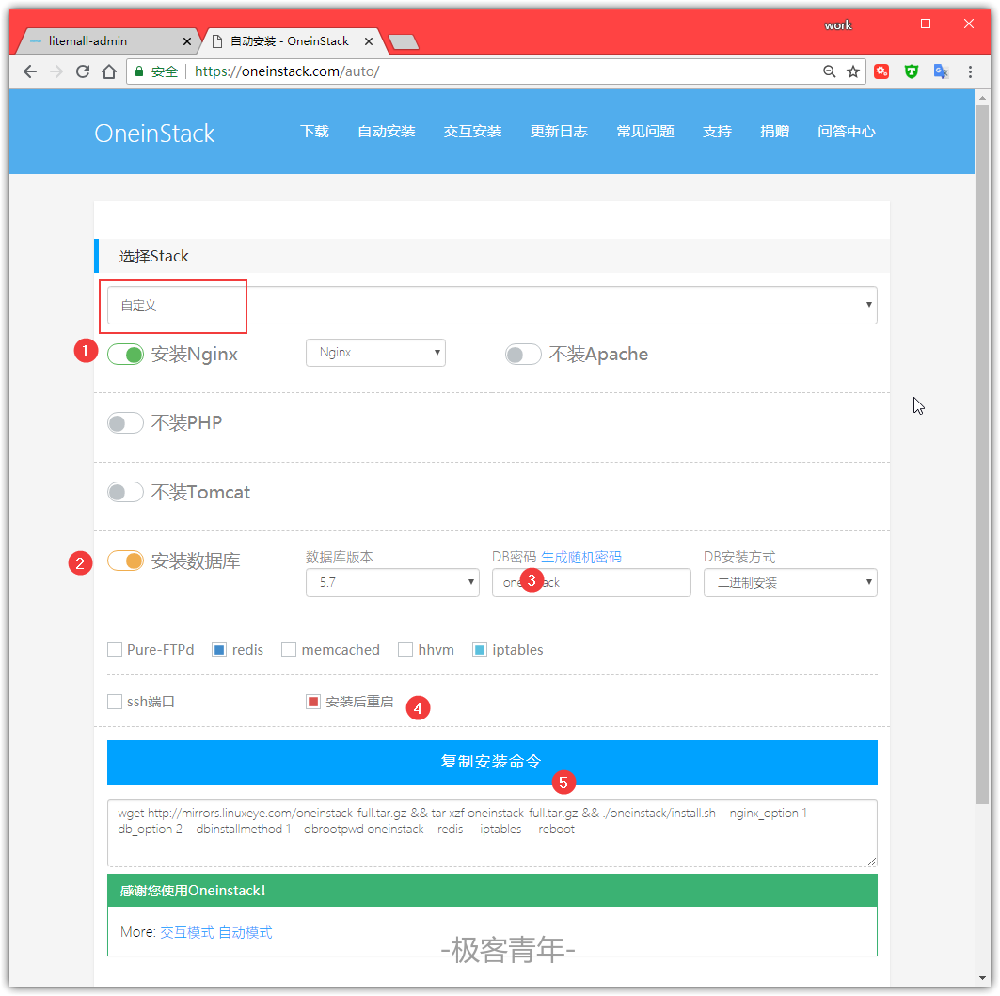 work
litemall-admin
自动安装 - OneinStack
安全
https://oneinstack.com/auto/
OneinStack
下载 自动安装 交互安装 更新日志 常见问题 支持 捐赠 问答中心
选择Stack
自定义
1
安装Nginx Nginx 不装Apache
不装PHP
不装Tomcat
2
安装数据库
数据库版本 DB密码 生成随机密码 DB安装方式
5.7 3 二进制安装
Pure-FTPd redis memcached hhvm iptables
ssh端口 安装后重启 4
复制安装命令
5
wget http://mirrors.linuxeye.com/oneinstack-full.tar.gz && tar xzf oneinstack-full.tar.gz && ./oneinstack/install.sh --nginx_option 1 --
db_option 2 --dbinstallmethod 1 --dbrootpwd oneinstack --redis --iptables --reboot
感谢您使用Oneinstack!
More: 交互模式 自动模式
-极客青年-